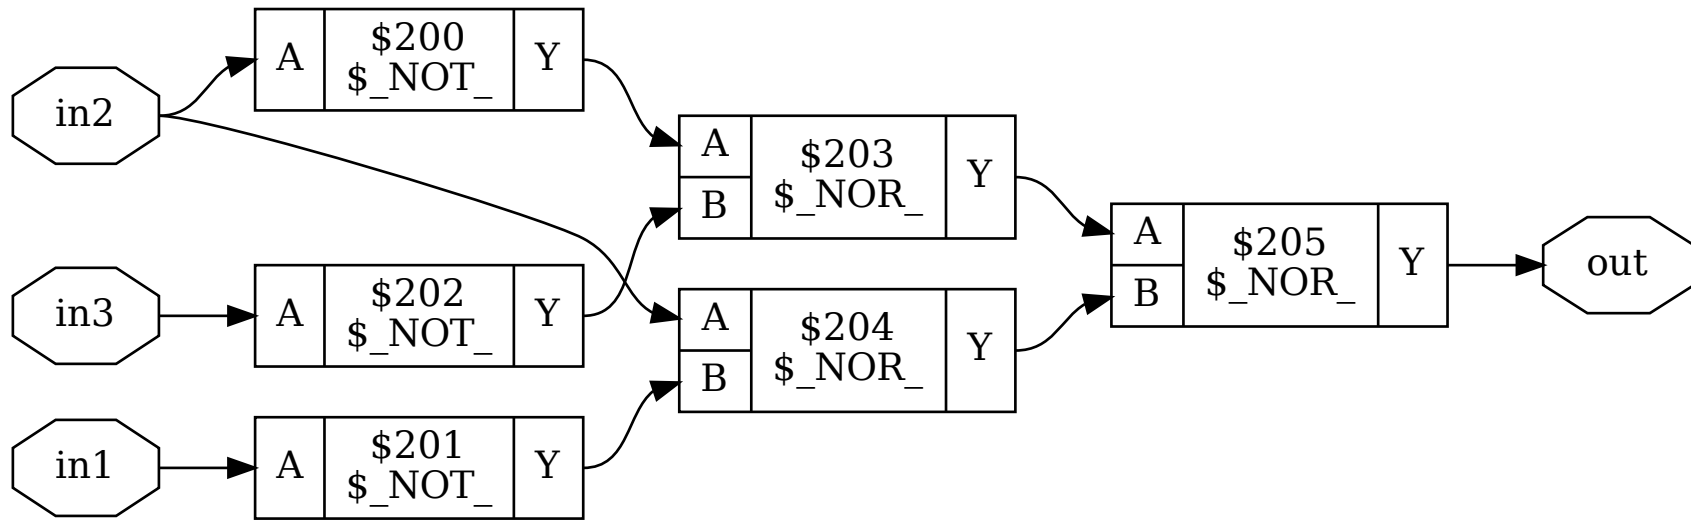 in2
A
$200
$_NOT_
Y
A
B
$203
$_NOR_
Y
in3
A
$202
$_NOT_
Y
A
B
$204
$_NOR_
Y
A
B
$205
$_NOR_
Y
out
in1
A
$201
$_NOT_
Y